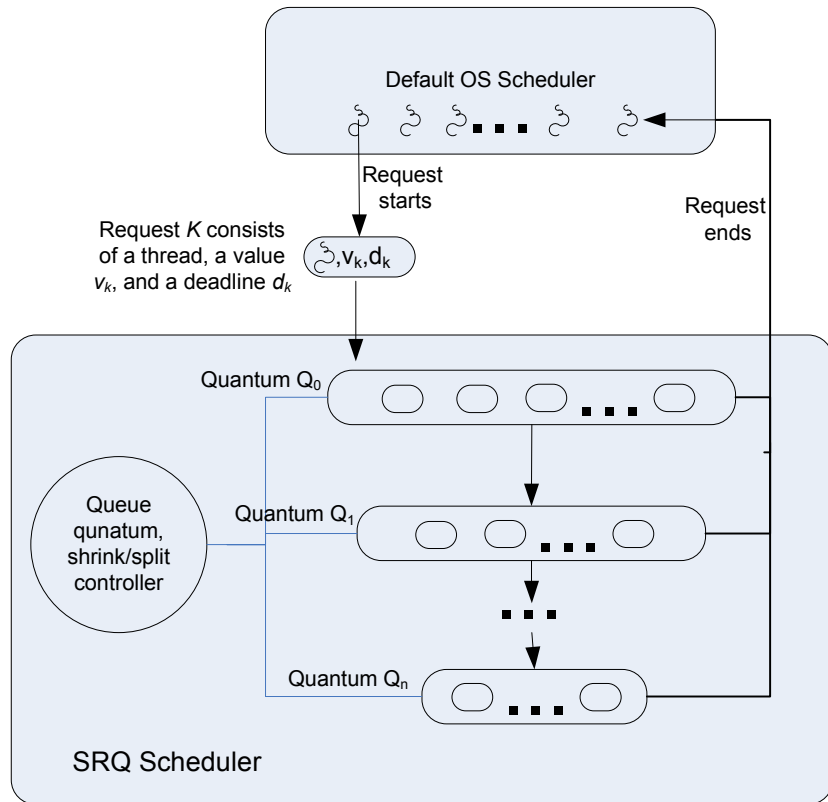 Default OS Scheduler
Request
starts
Request
ends
Request K consists
of a thread, a value
vₖ, and a deadline dₖ
,vₖ,dₖ
Quantum Q₀
Queue
qunatum,
shrink/split
controller
Quantum Q₁
Quantum Qₙ
SRQ Scheduler